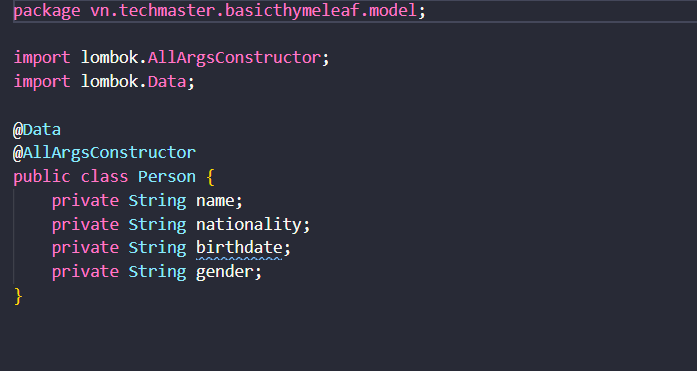 package vn.techmaster.basicthymeleaf.model;
import lombok.AllArgsConstructor;
import lombok.Data;
@Data
@AllArgsConstructor
public class Person {
    private String name;
    private String nationality;
    private String birthdate;
    private String gender;
}